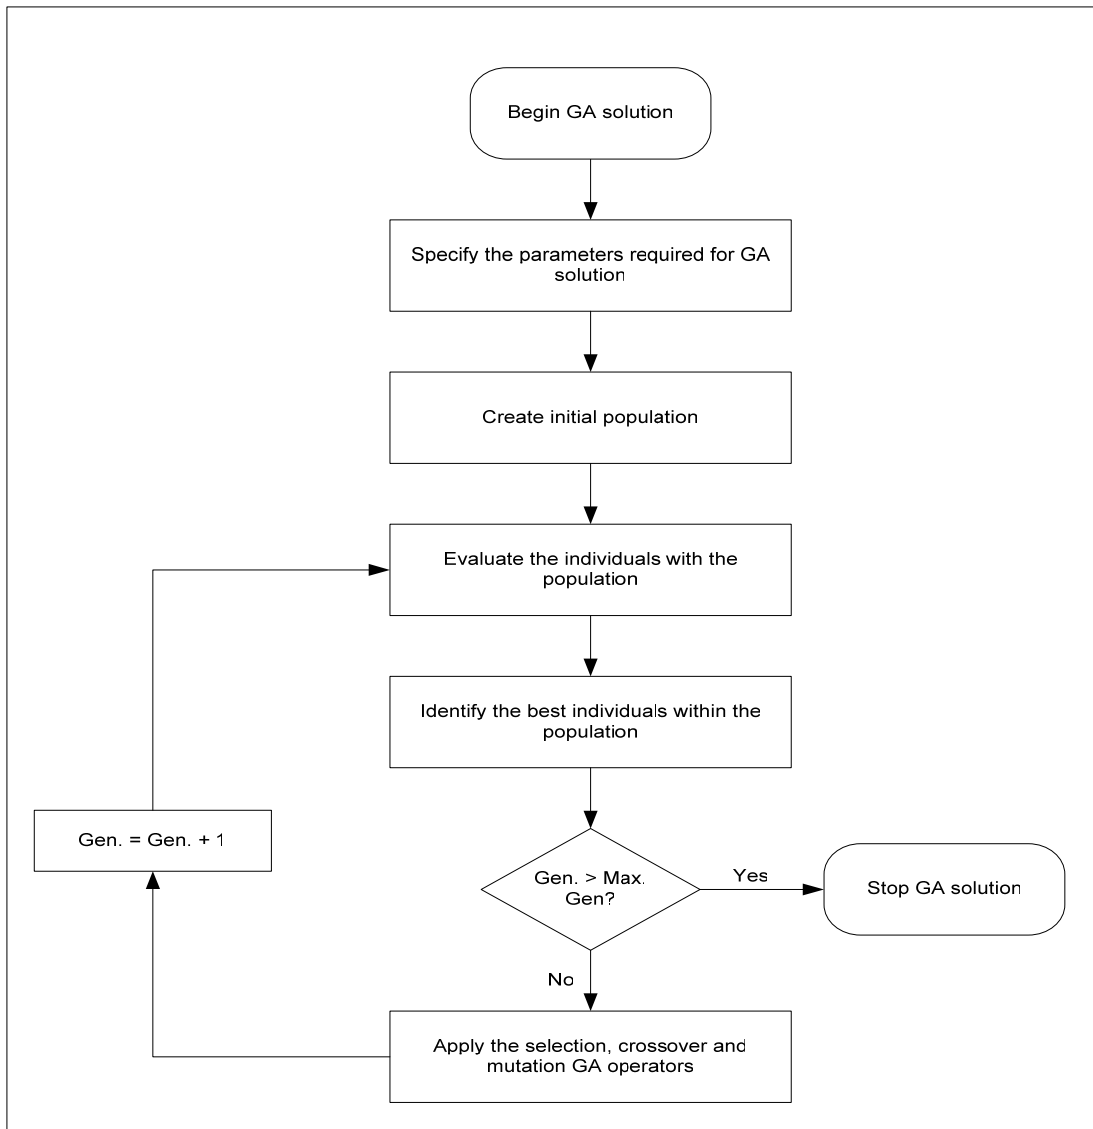 Begin GA solution
Specify the parameters required for GA
solution
Create initial population
Evaluate the individuals with the
population
Identify the best individuals within the
population
Gen. = Gen. + 1
Gen. > Max.
Gen?
Yes
Stop GA solution
No
Apply the selection, crossover and
mutation GA operators